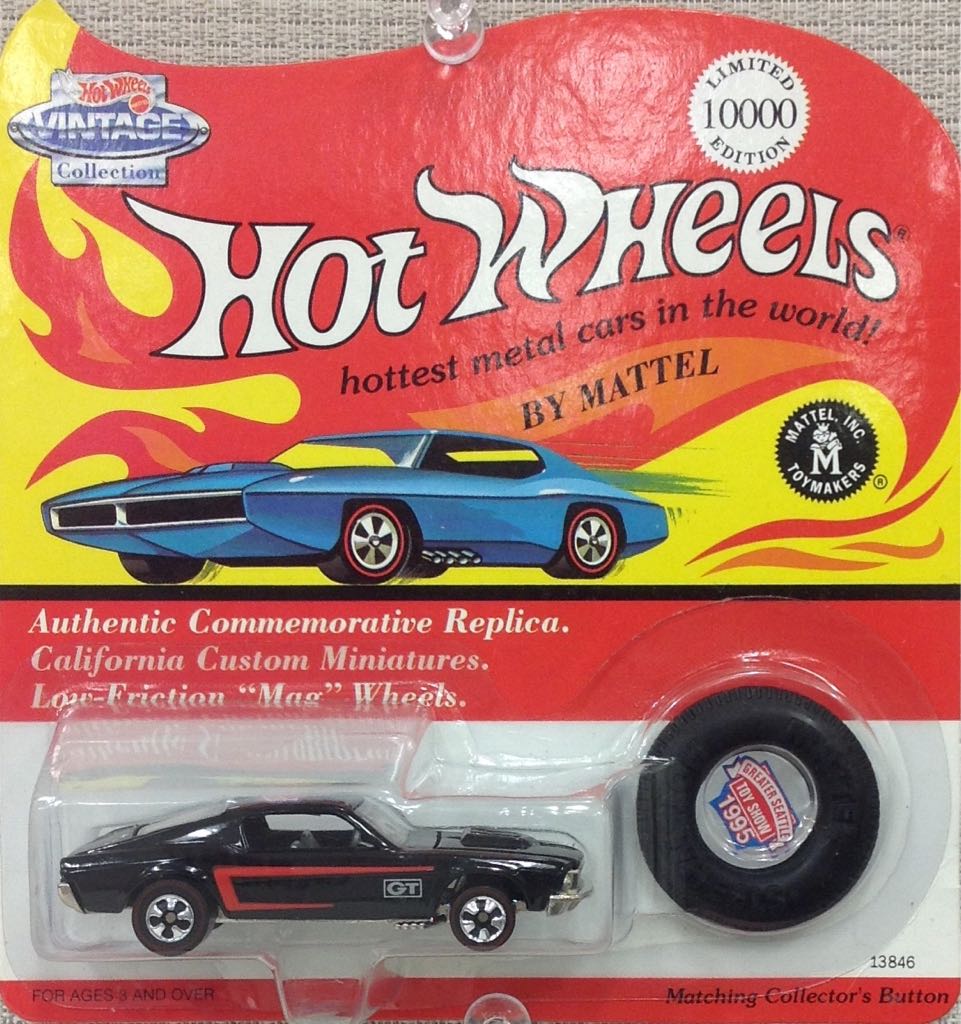 Hot Wheels
VINTAGE
Collection
LIMITED
10000
EDITION
Hot Wheels®
hottest metal cars in the world!
BY MATTEL
MATTEL, INC.
M
TOYMAKERS ®
Authentic Commemorative Replica.
California Custom Miniatures.
Low-Friction “Mag” Wheels.
GREATER SEATTLE
TOY SHOW
1995
GT
13846
FOR AGES 3 AND OVER
Matching Collector's Button